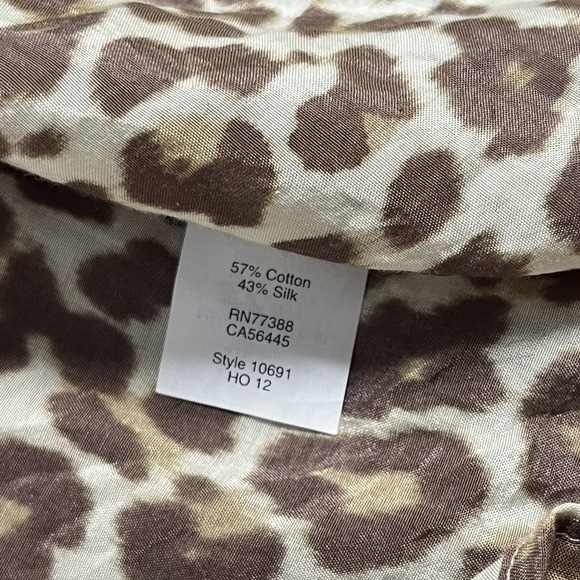 57% Cotton
43% Silk
RN77388
CA56445
Style 10691
HO 12